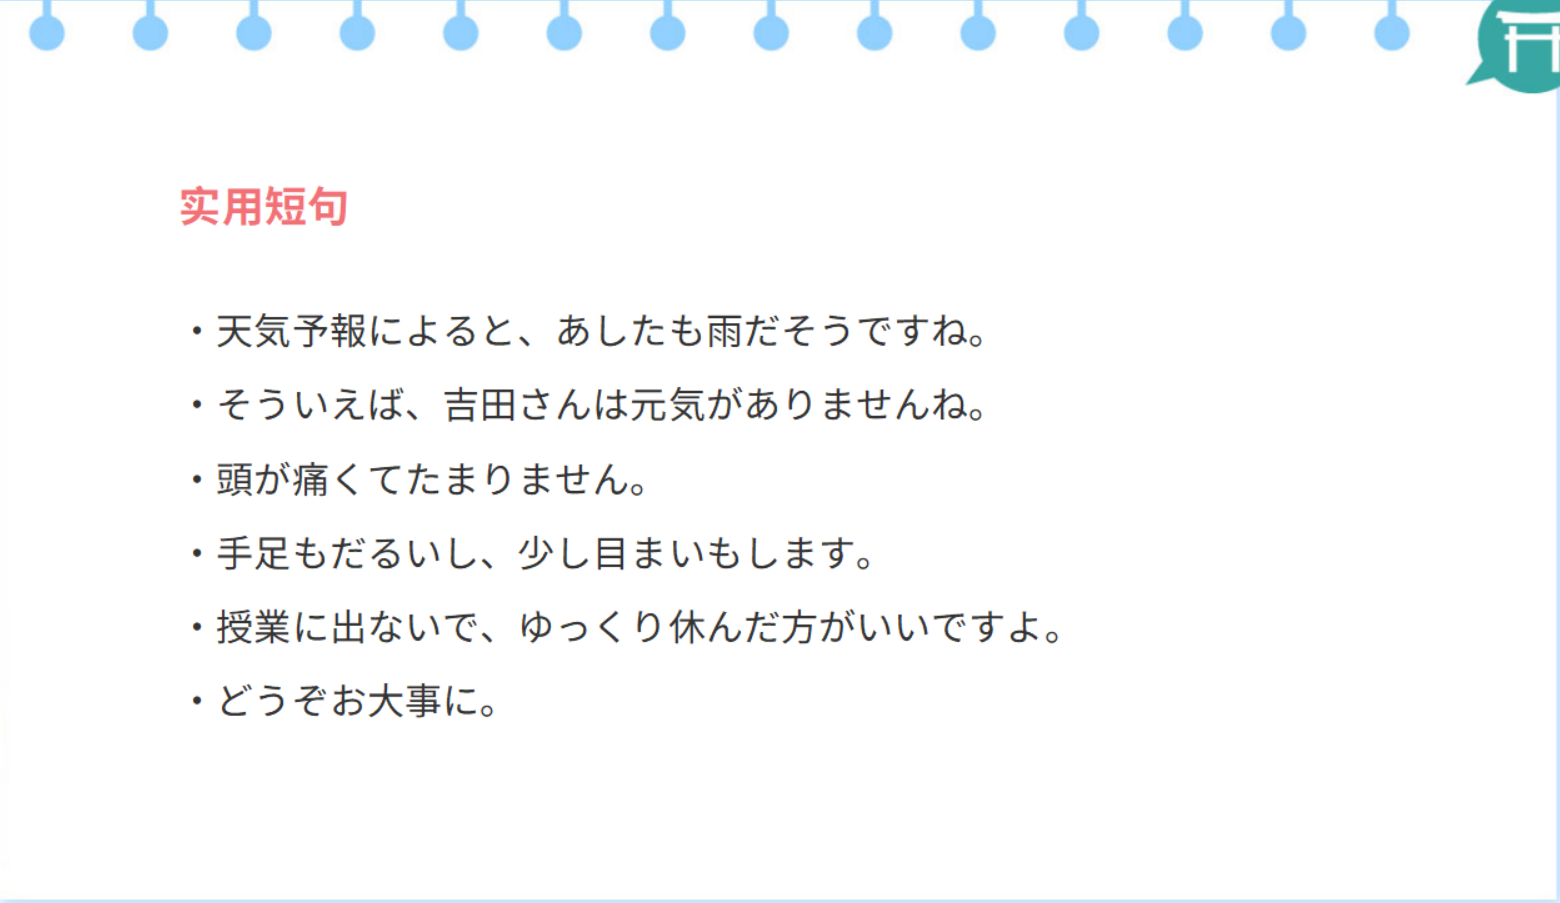 实用短句
・天気予報によると、あしたも雨だそうですね。
・そういえば、吉田さんは元気がありませんね。
・頭が痛くてたまりません。
・手足もだるいし、少し目まいもします。
・授業に出ないで、ゆっくり休んだ方がいいですよ。
・どうぞお大事に。